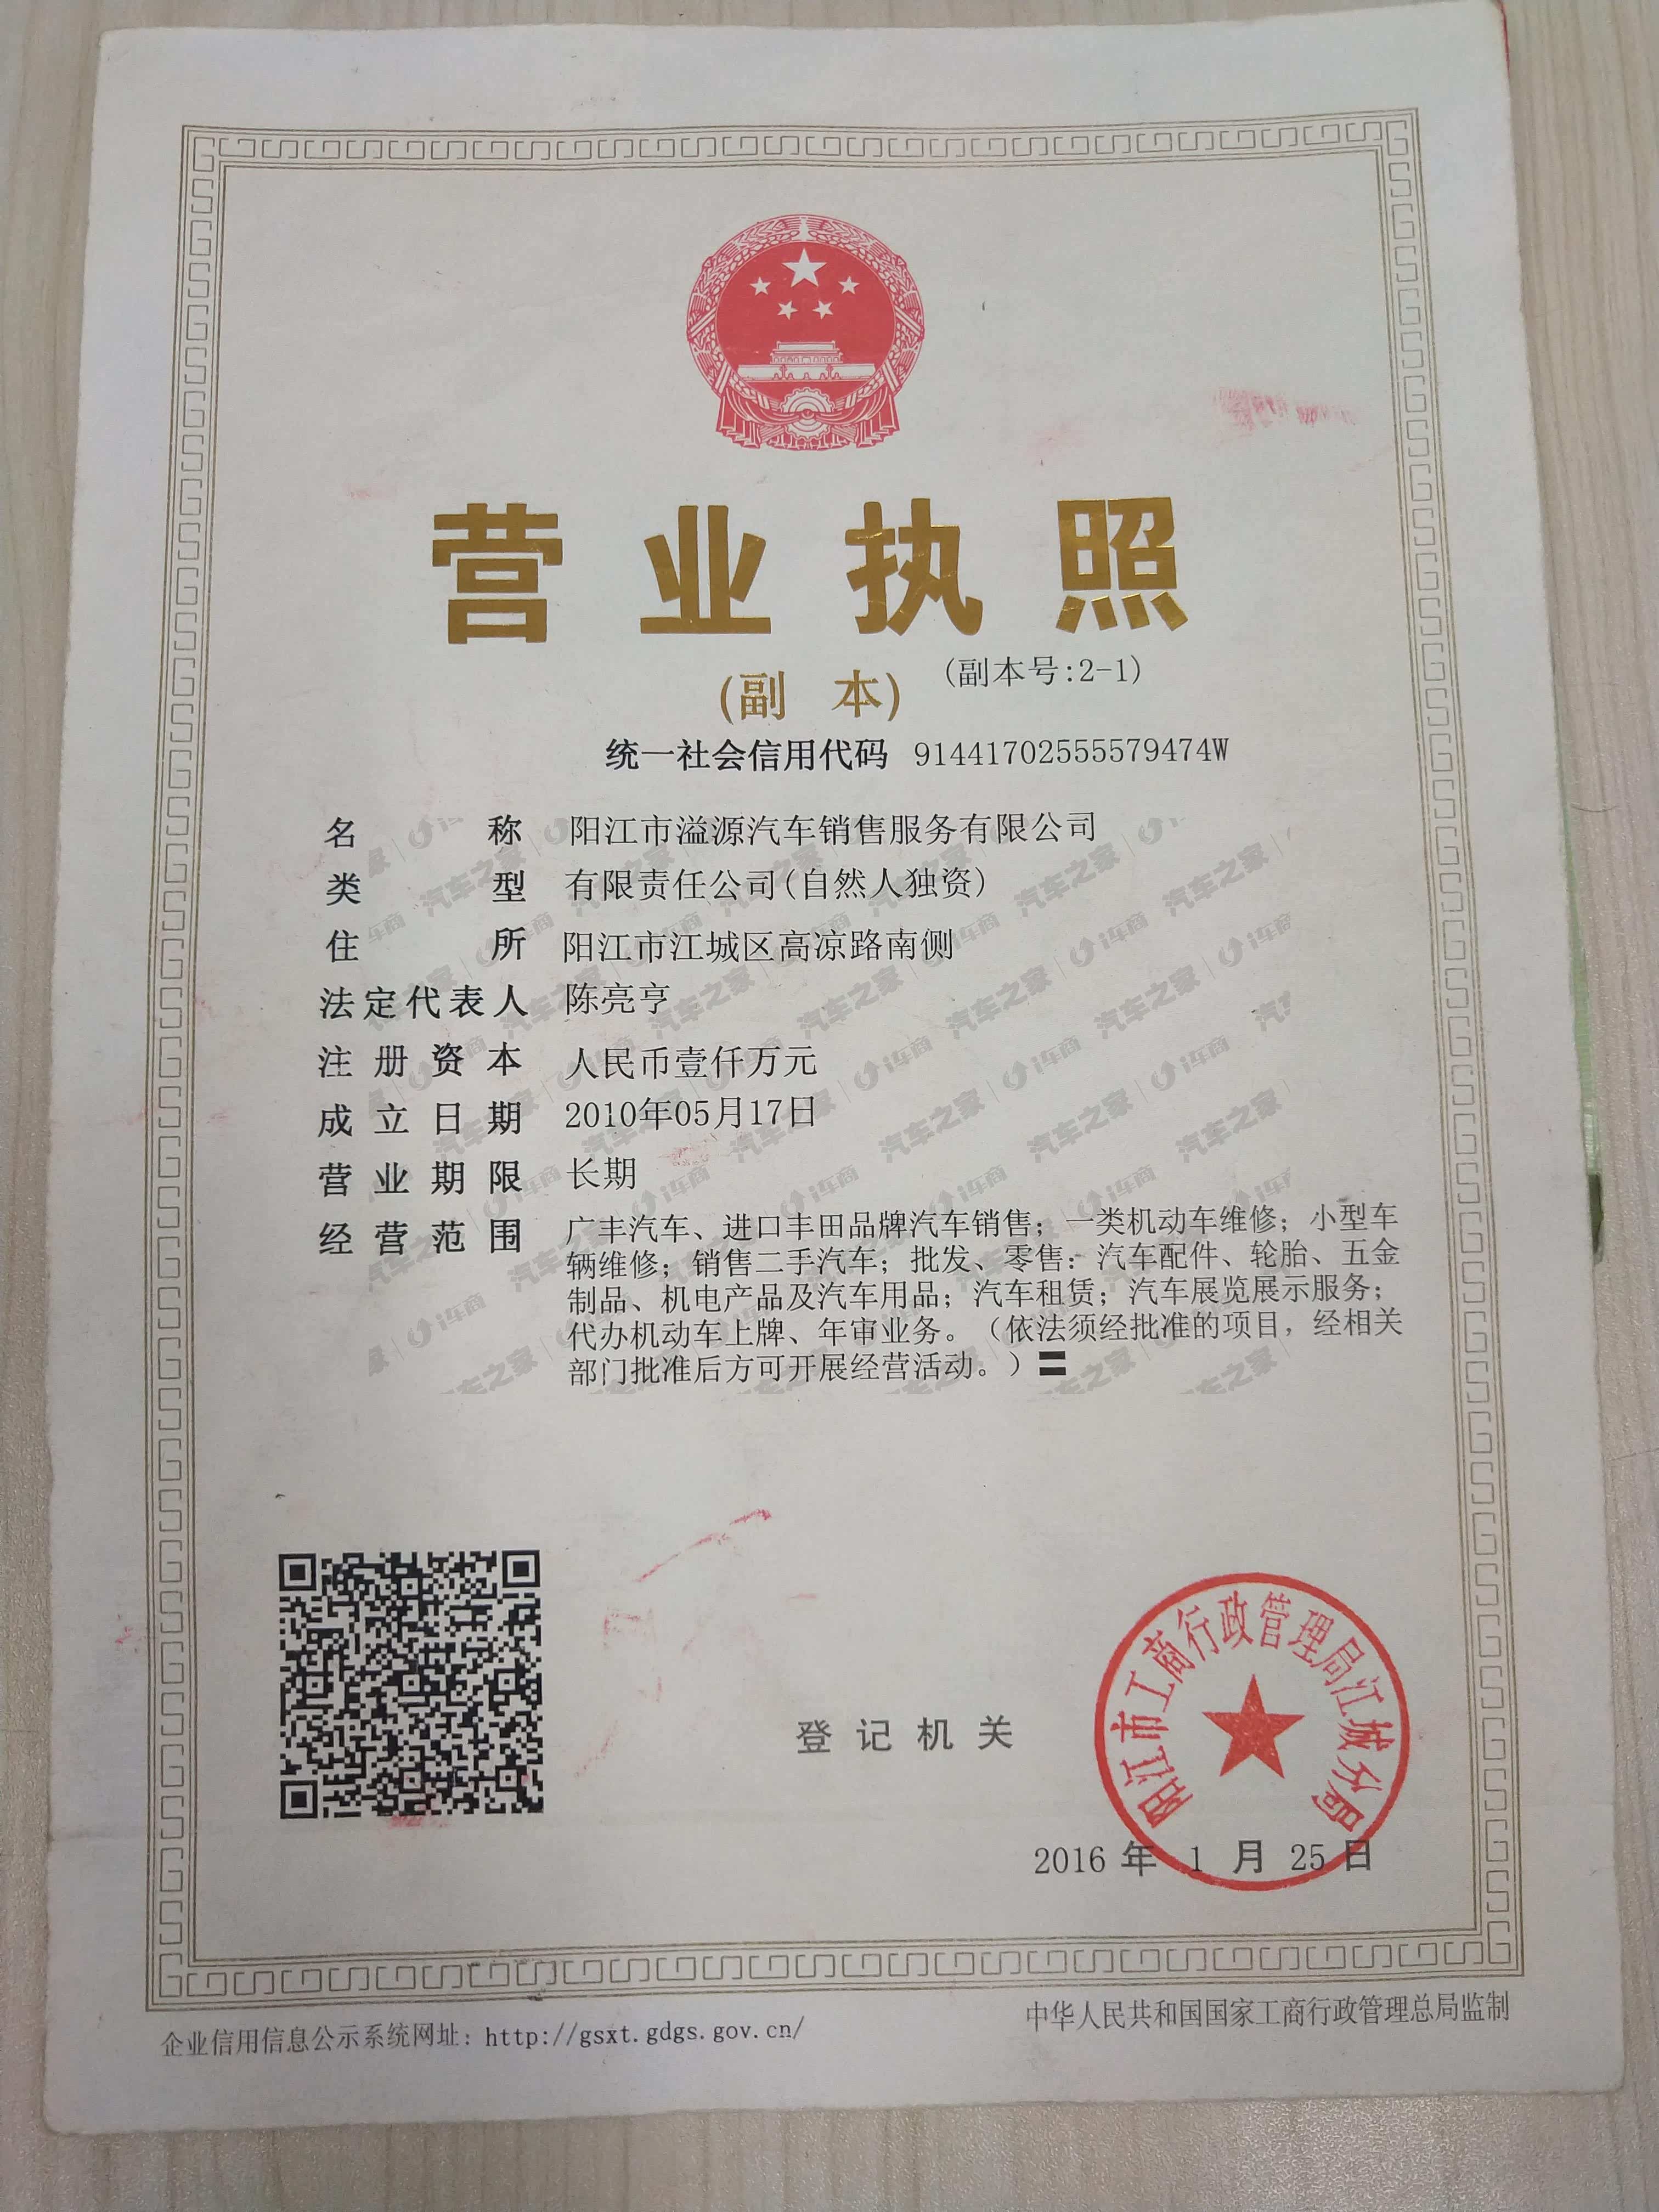 营业执照
(副 本) (副本号:2-1)
统一社会信用代码 91441702555579474W
名称 阳江市溢源汽车销售服务有限公司
类型 有限责任公司(自然人独资)
住所 阳江市江城区高凉路南侧
法定代表人 陈亮亨
注册资本 人民币壹仟万元
成立日期 2010年05月17日
营业期限 长期
经营范围 广丰汽车、进口丰田品牌汽车销售；一类机动车维修；小型车
辆维修；销售二手汽车；批发、零售：汽车配件、轮胎、五金
制品、机电产品及汽车用品；汽车租赁；汽车展览展示服务；
代办机动车上牌、年审业务。（依法须经批准的项目，经相关
部门批准后方可开展经营活动。）
汽车之家 i车商
登记机关
阳江市工商行政管理局江城分局
2016 年 1 月 25 日
企业信用信息公示系统网址：http://gsxt.gdgs.gov.cn/
中华人民共和国国家工商行政管理总局监制